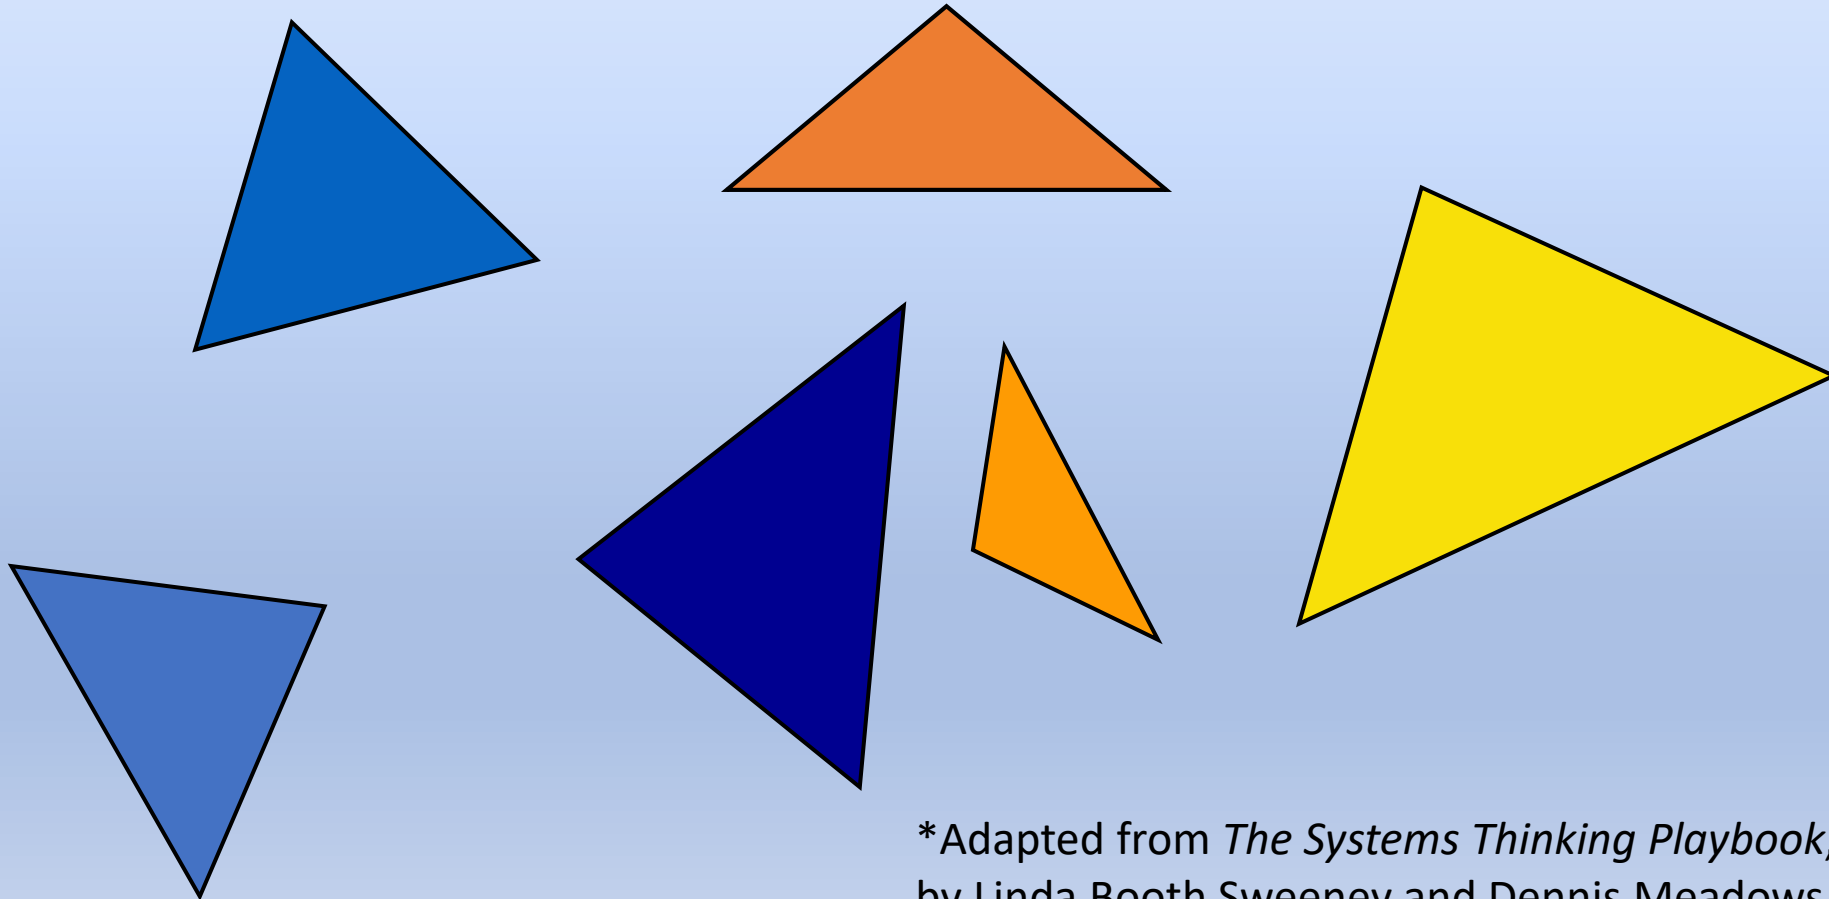 *Adapted from The Systems Thinking Playbook,
by Linda Booth Sweeney and Dennis Meadows